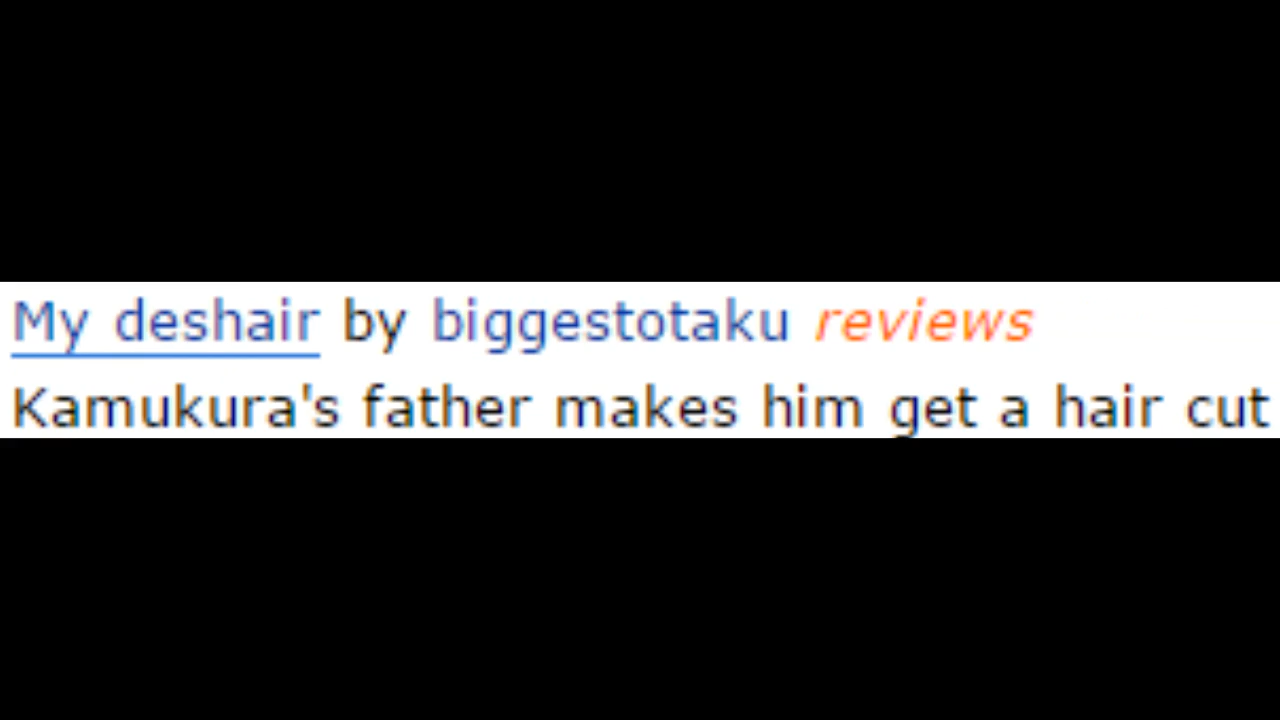 My deshair by biggestotaku reviews
Kamukura's father makes him get a hair cut